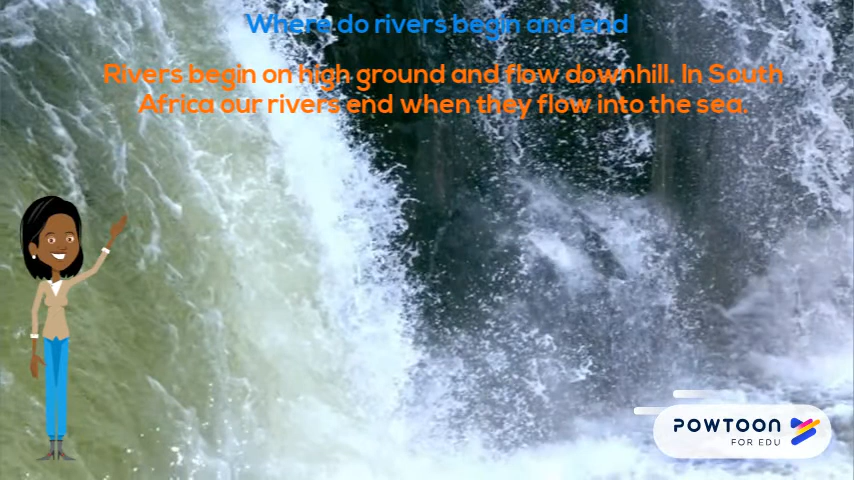 Where do rivers begin and end
Rivers begin on high ground and flow downhill. In South
Africa our rivers end when they flow into the sea.
POWTOON
FOR EDU